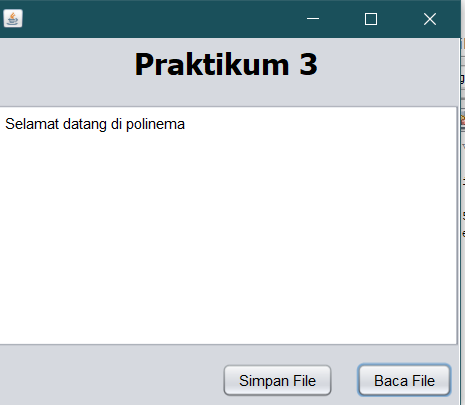 Praktikum 3
Selamat datang di polinema
Simpan File
Baca File